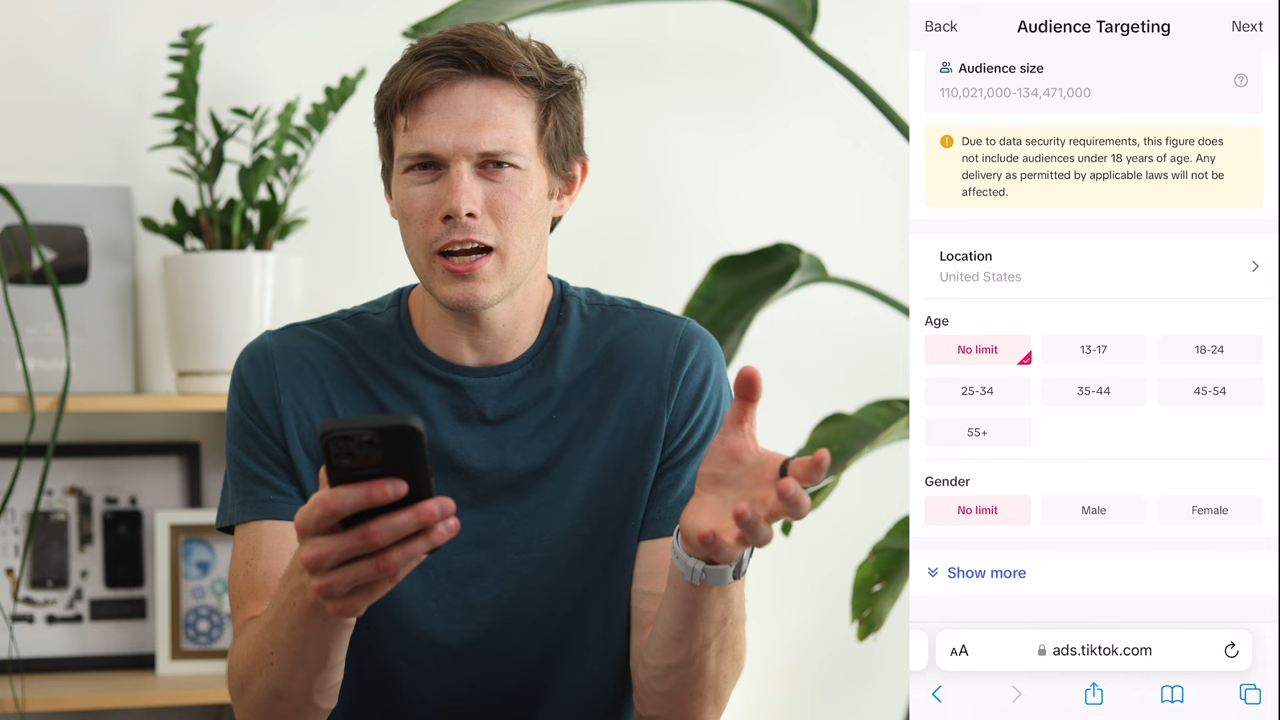 Back Audience Targeting Next
Audience size
110,021,000-134,471,000
Due to data security requirements, this figure does
not include audiences under 18 years of age. Any
delivery as permitted by applicable laws will not be
affected.
Location
United States
Age
No limit 13-17 18-24
25-34 35-44 45-54
55+
Gender
No limit Male Female
Show more
AA ads.tiktok.com